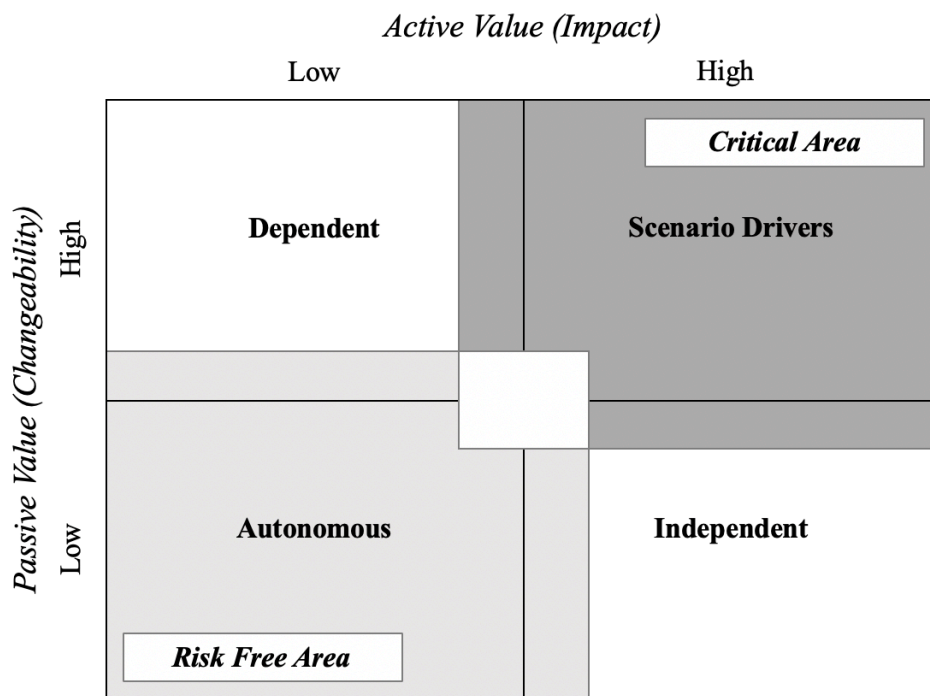 Active Value (Impact)
Low
High
Critical Area
Dependent
Scenario Drivers
Passive Value (Changeability)
High
Low
Autonomous
Independent
Risk Free Area